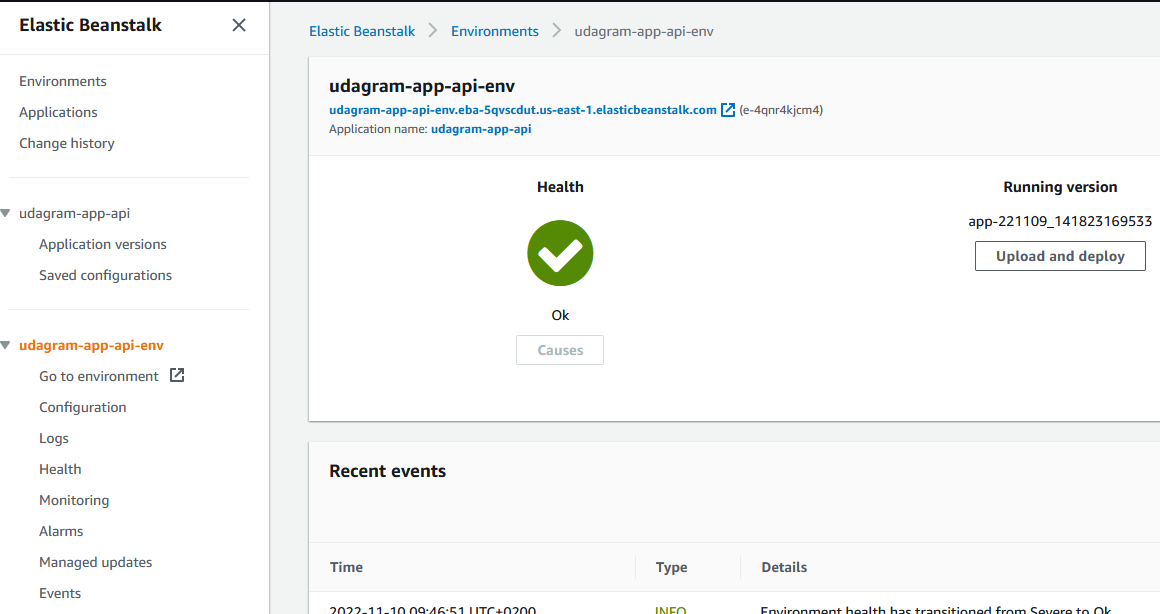 Elastic Beanstalk
Environments
Applications
Change history
udagram-app-api
Application versions
Saved configurations
udagram-app-api-env
Go to environment
Configuration
Logs
Health
Monitoring
Alarms
Managed updates
Events
Elastic Beanstalk > Environments > udagram-app-api-env
udagram-app-api-env
udagram-app-api-env.eba-5qvscdut.us-east-1.elasticbeanstalk.com (e-4qnr4kjcm4)
Application name: udagram-app-api
Health
Ok
Causes
Running version
app-221109_141823169533
Upload and deploy
Recent events
Time Type Details
2022-11-10 09:46:51 UTC+0200 INFO Environment health has transitioned from Severe to Ok.